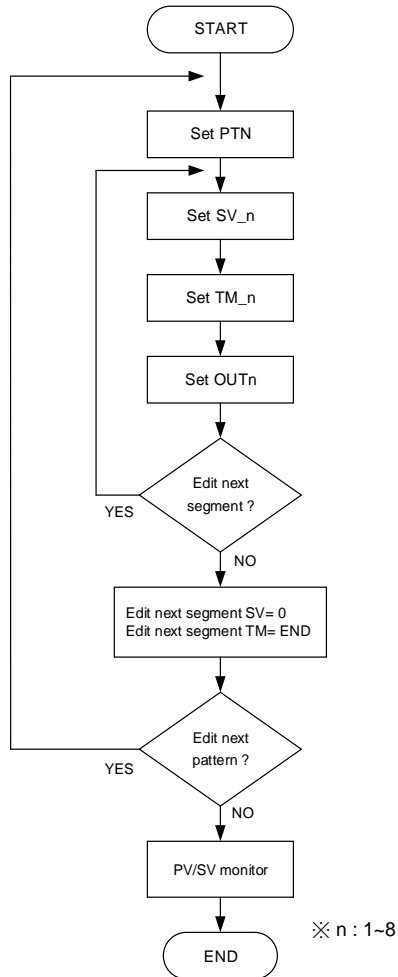 START
Set PTN
Set SV_n
Set TM_n
Set OUTn
Edit next
segment ?
YES
NO
Edit next segment SV= 0
Edit next segment TM= END
Edit next
pattern ?
YES
NO
PV/SV monitor
※ n : 1~8
END